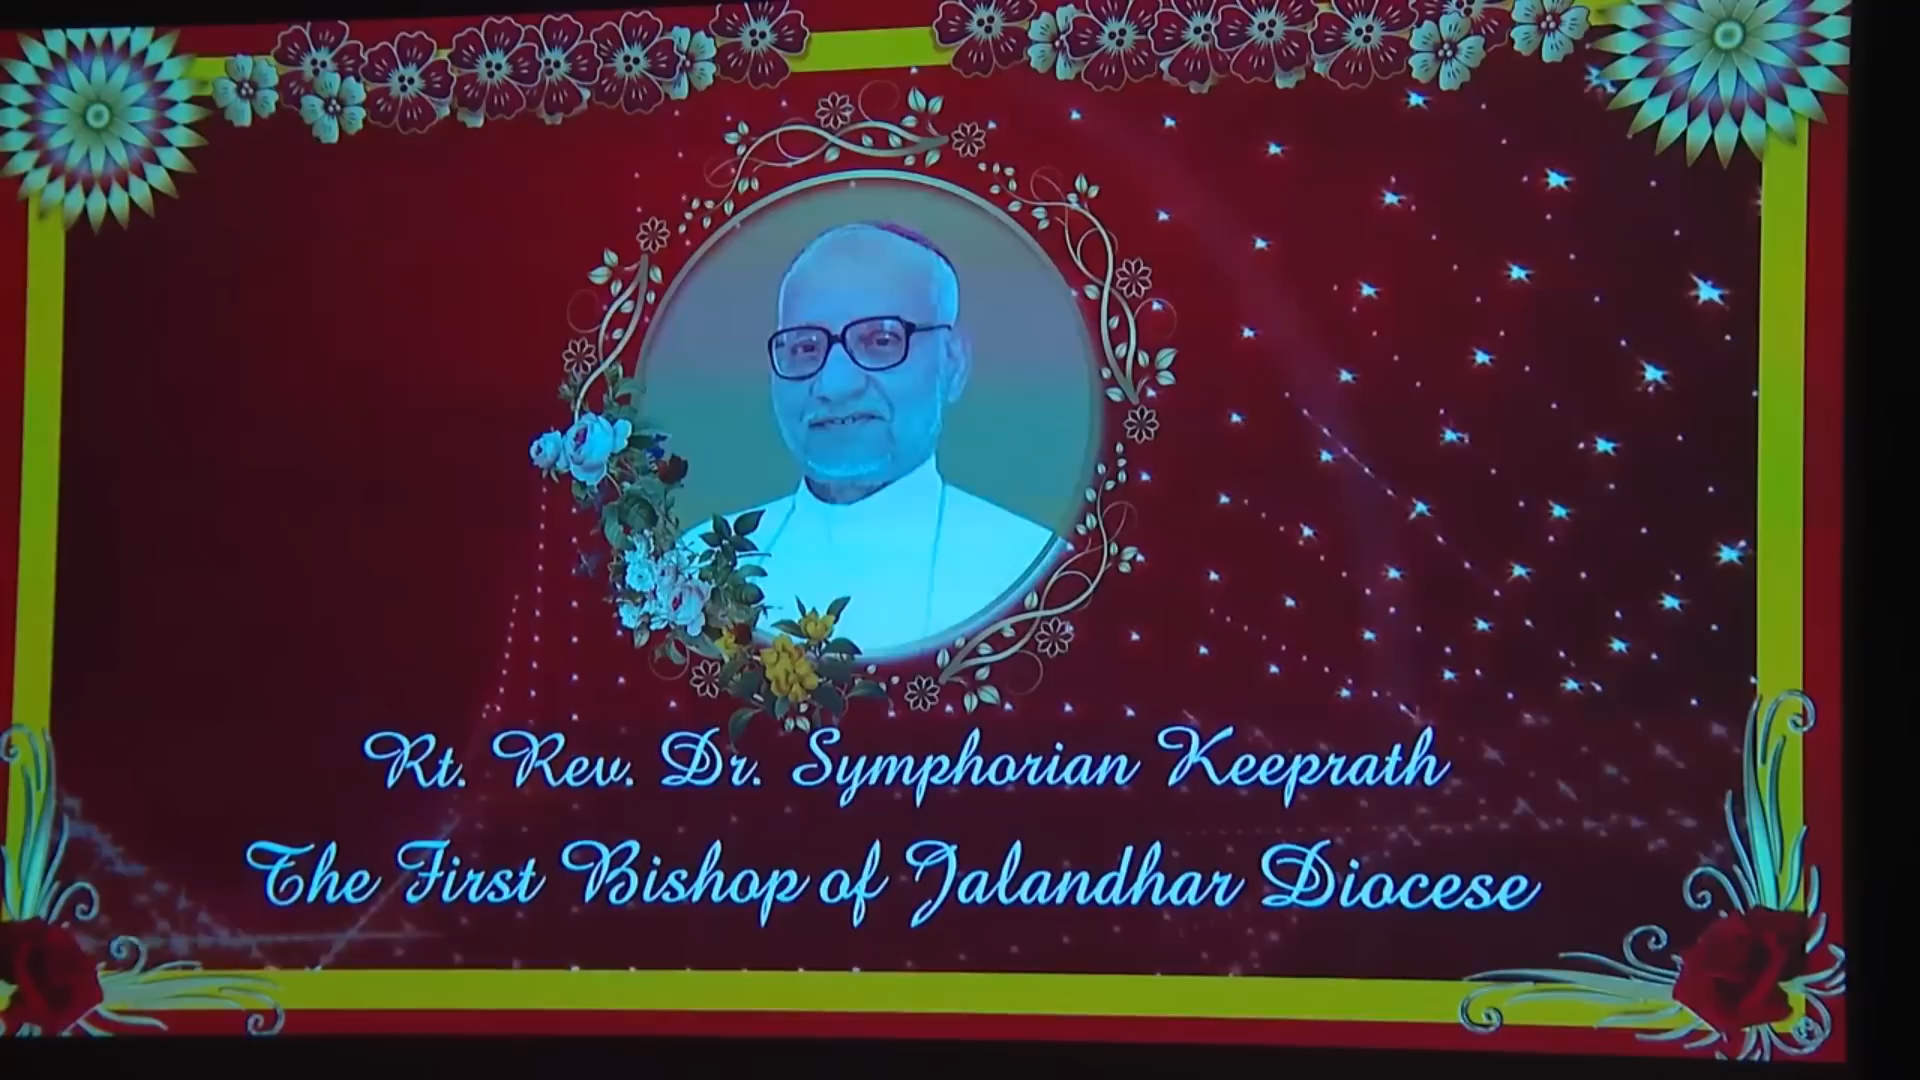 Rt. Rev. Dr. Symphorian Keeprath
The First Bishop of Jalandhar Diocese